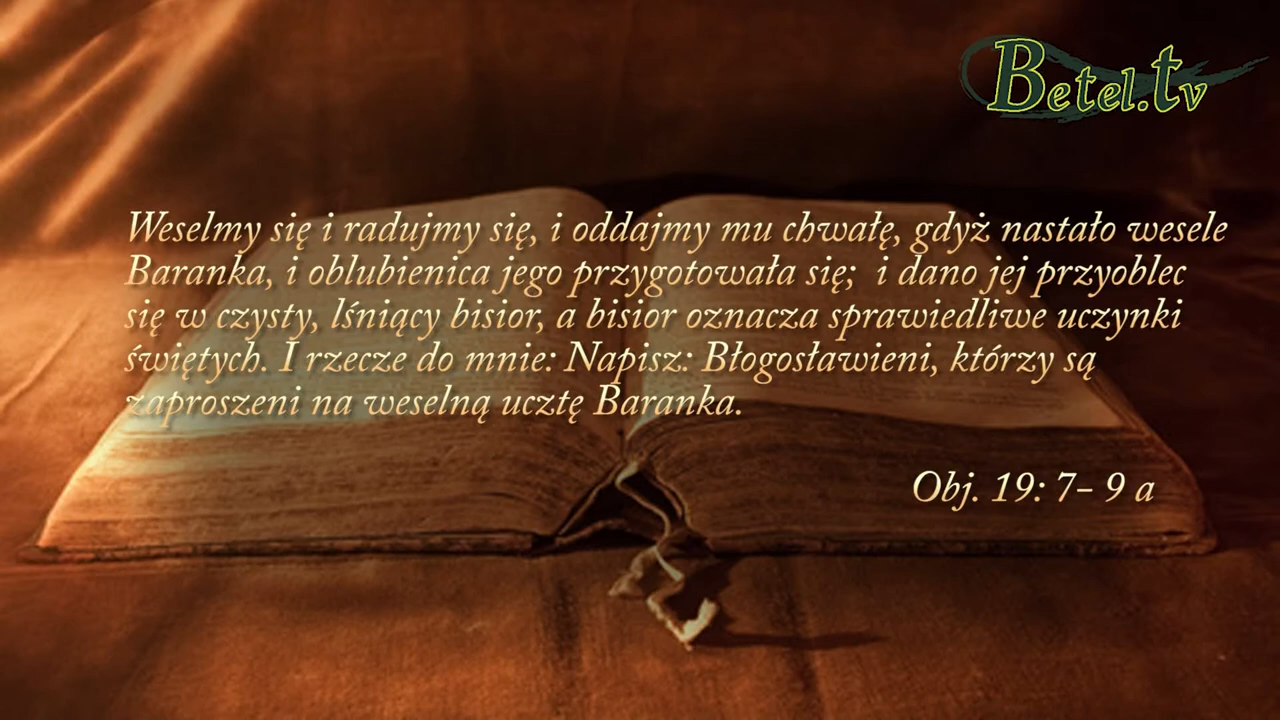 Betel.tv
Weselmy się i radujmy się, i oddajmy mu chwałę, gdyż nastało wesele
Baranka, i oblubienica jego przygotowała się; i dano jej przyoblec
się w czysty, lśniący bisior, a bisior oznacza sprawiedliwe uczynki
świętych. I rzecze do mnie: Napisz: Błogosławieni, którzy są
zaproszeni na weselną ucztę Baranka.
Obj. 19: 7- 9 a